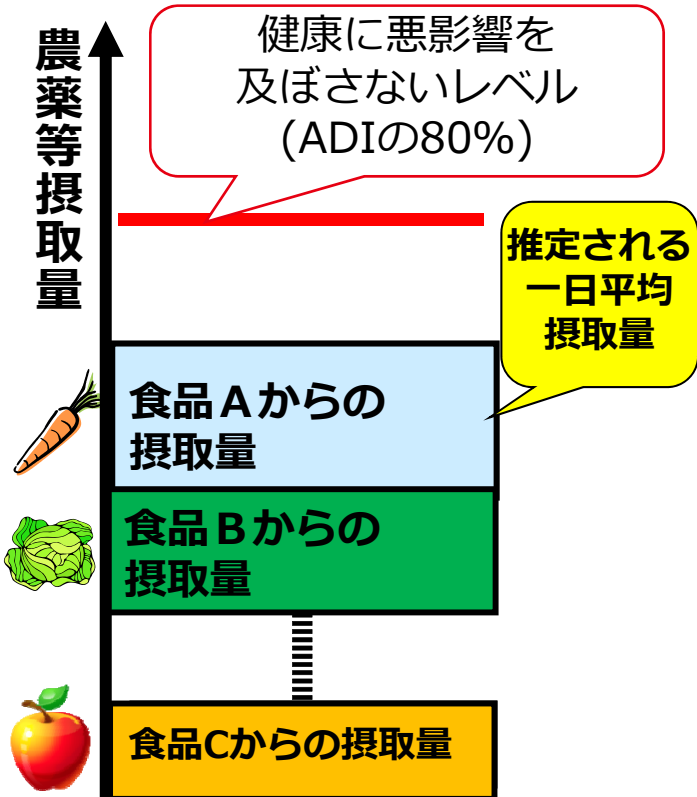 農薬等摂取量
健康に悪影響を
及ぼさないレベル
(ADIの80%)
推定される
一日平均
摂取量
食品Ａからの
摂取量
食品Ｂからの
摂取量
食品Cからの摂取量